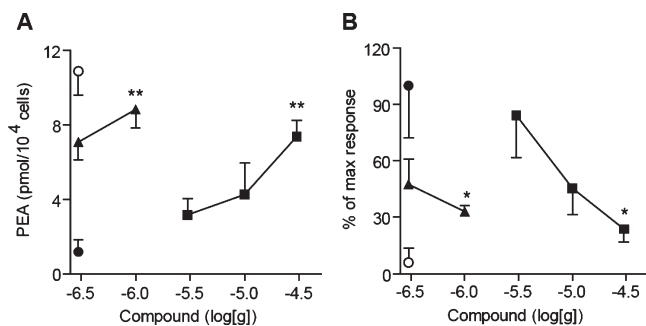 A
B
PEA (pmol/10⁻⁴ cells)
12
8
4
0
**
**
-6.5 -6.0 -5.5 -5.0 -4.5
Compound (log[g])
% of max response
120
90
60
30
0
*
*
-6.5 -6.0 -5.5 -5.0 -4.5
Compound (log[g])